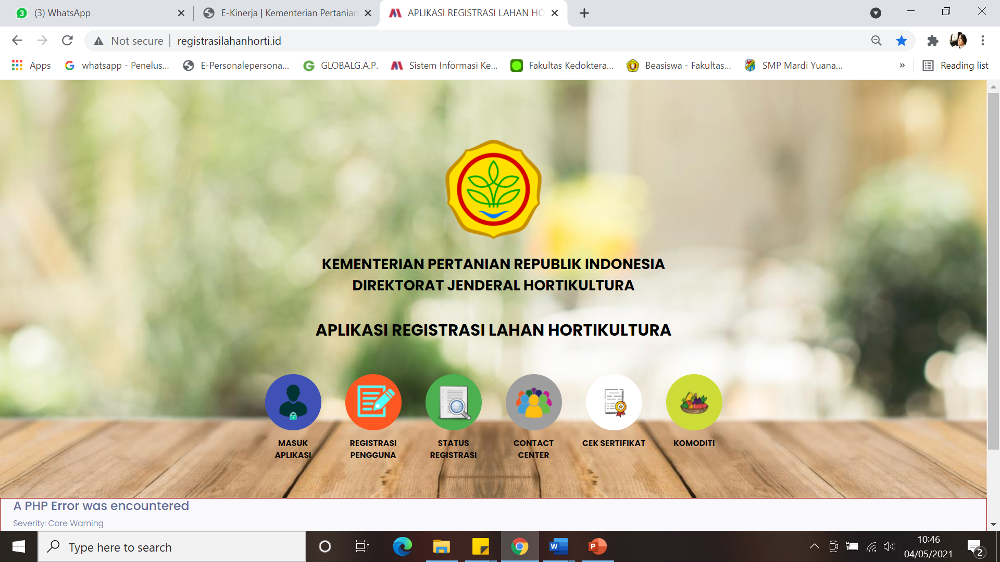 3
(3) WhatsApp
E-Kinerja | Kementerian Pertanian
APLIKASI REGISTRASI LAHAN HO
Not secure
registrasilahanhorti.id
Apps
whatsapp - Penelus...
E-Personalepersona...
GLOBALG.A.P.
Sistem Informasi Ke...
Fakultas Kedoktera...
Beasiswa - Fakultas...
SMP Mardi Yuana...
»
Reading list
KEMENTERIAN PERTANIAN REPUBLIK INDONESIA
DIREKTORAT JENDERAL HORTIKULTURA
APLIKASI REGISTRASI LAHAN HORTIKULTURA
MASUK
APLIKASI
REGISTRASI
PENGGUNA
STATUS
REGISTRASI
CONTACT
CENTER
CEK SERTIFIKAT
KOMODITI
A PHP Error was encountered
Severity: Core Warning
Type here to search
W
P
10:46
04/05/2021
2